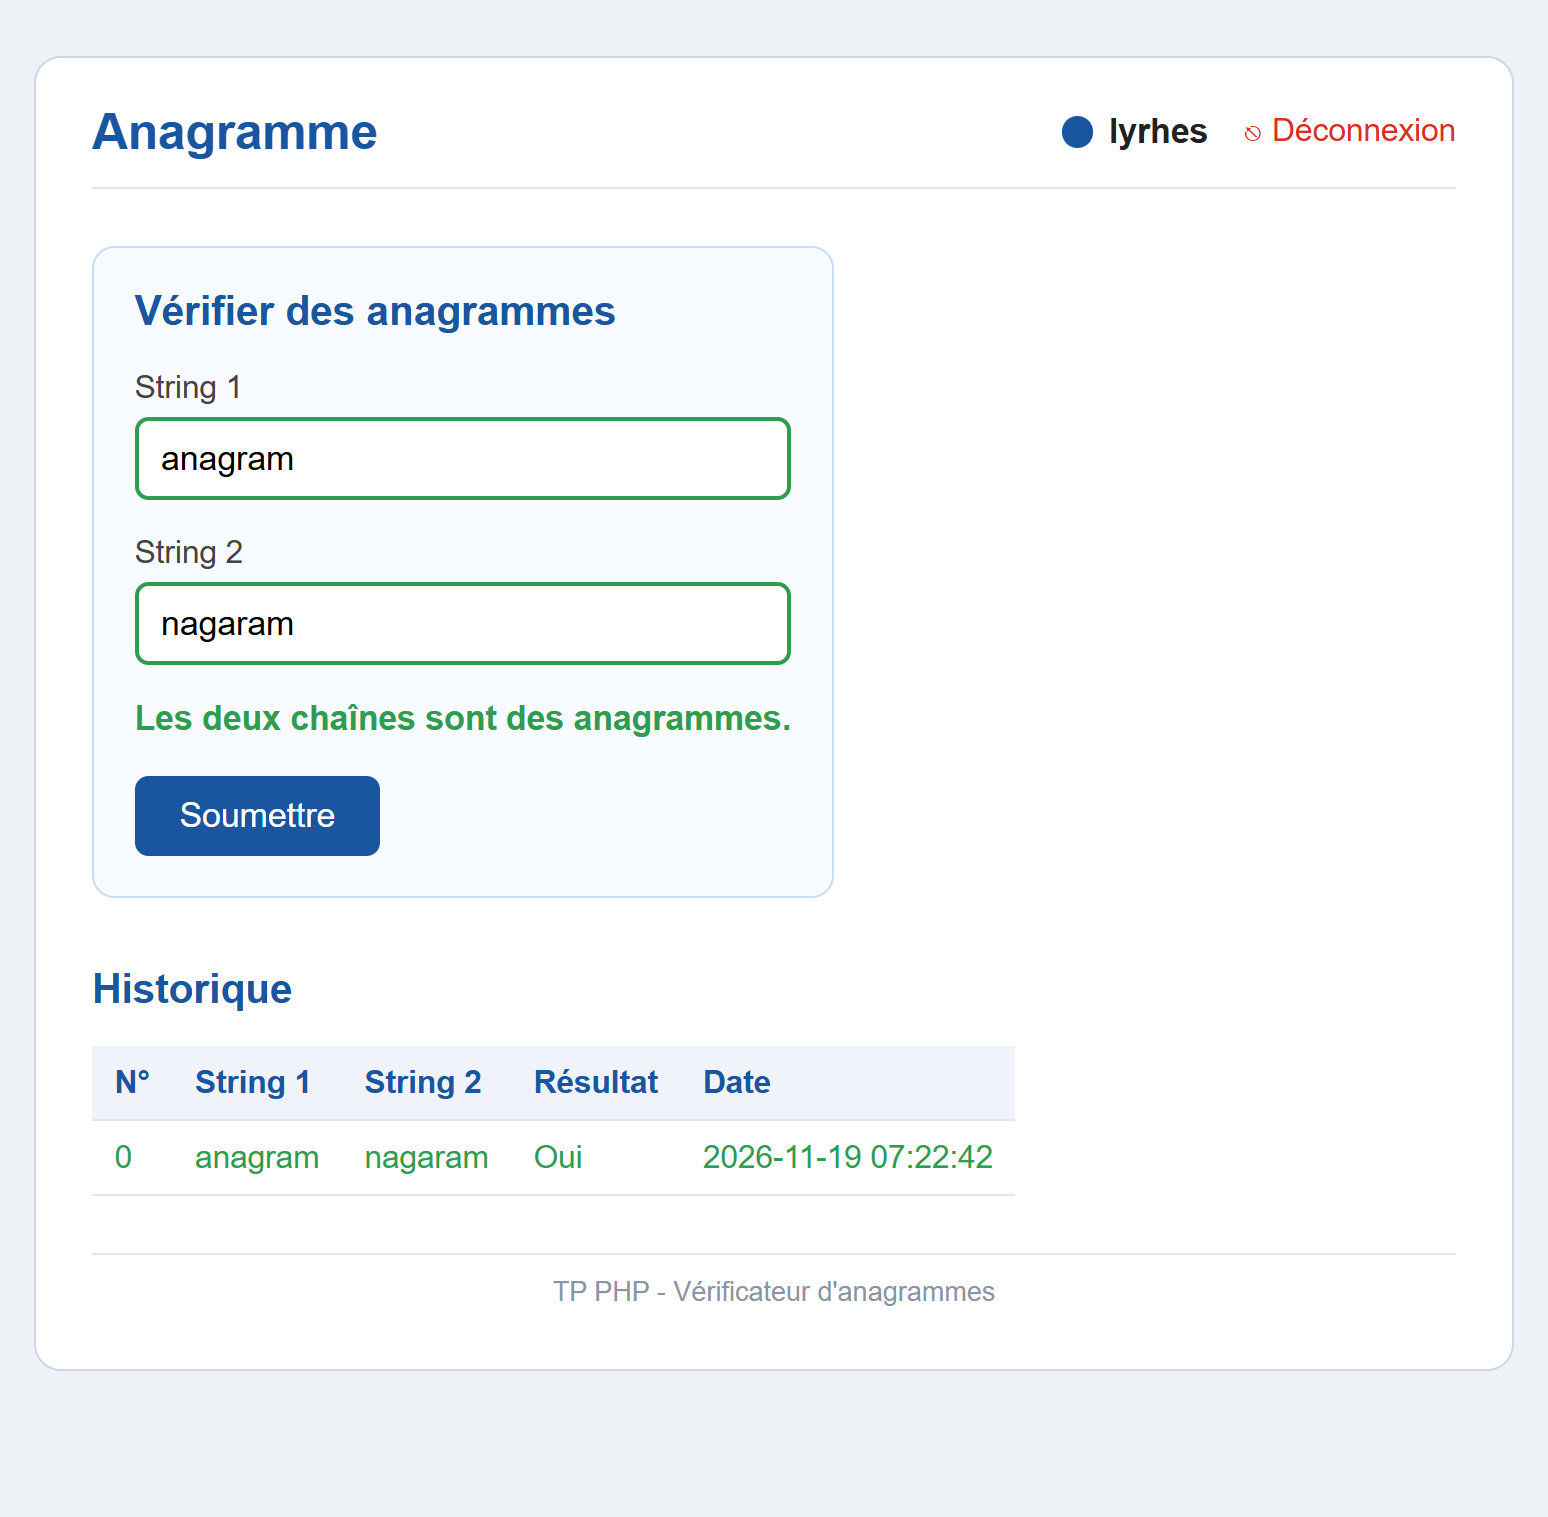 Anagramme
lyrhes Déconnexion
Vérifier des anagrammes
String 1
anagram
String 2
nagaram
Les deux chaînes sont des anagrammes.
Soumettre
Historique
N° String 1 String 2 Résultat Date
0 anagram nagaram Oui 2026-11-19 07:22:42
TP PHP - Vérificateur d'anagrammes